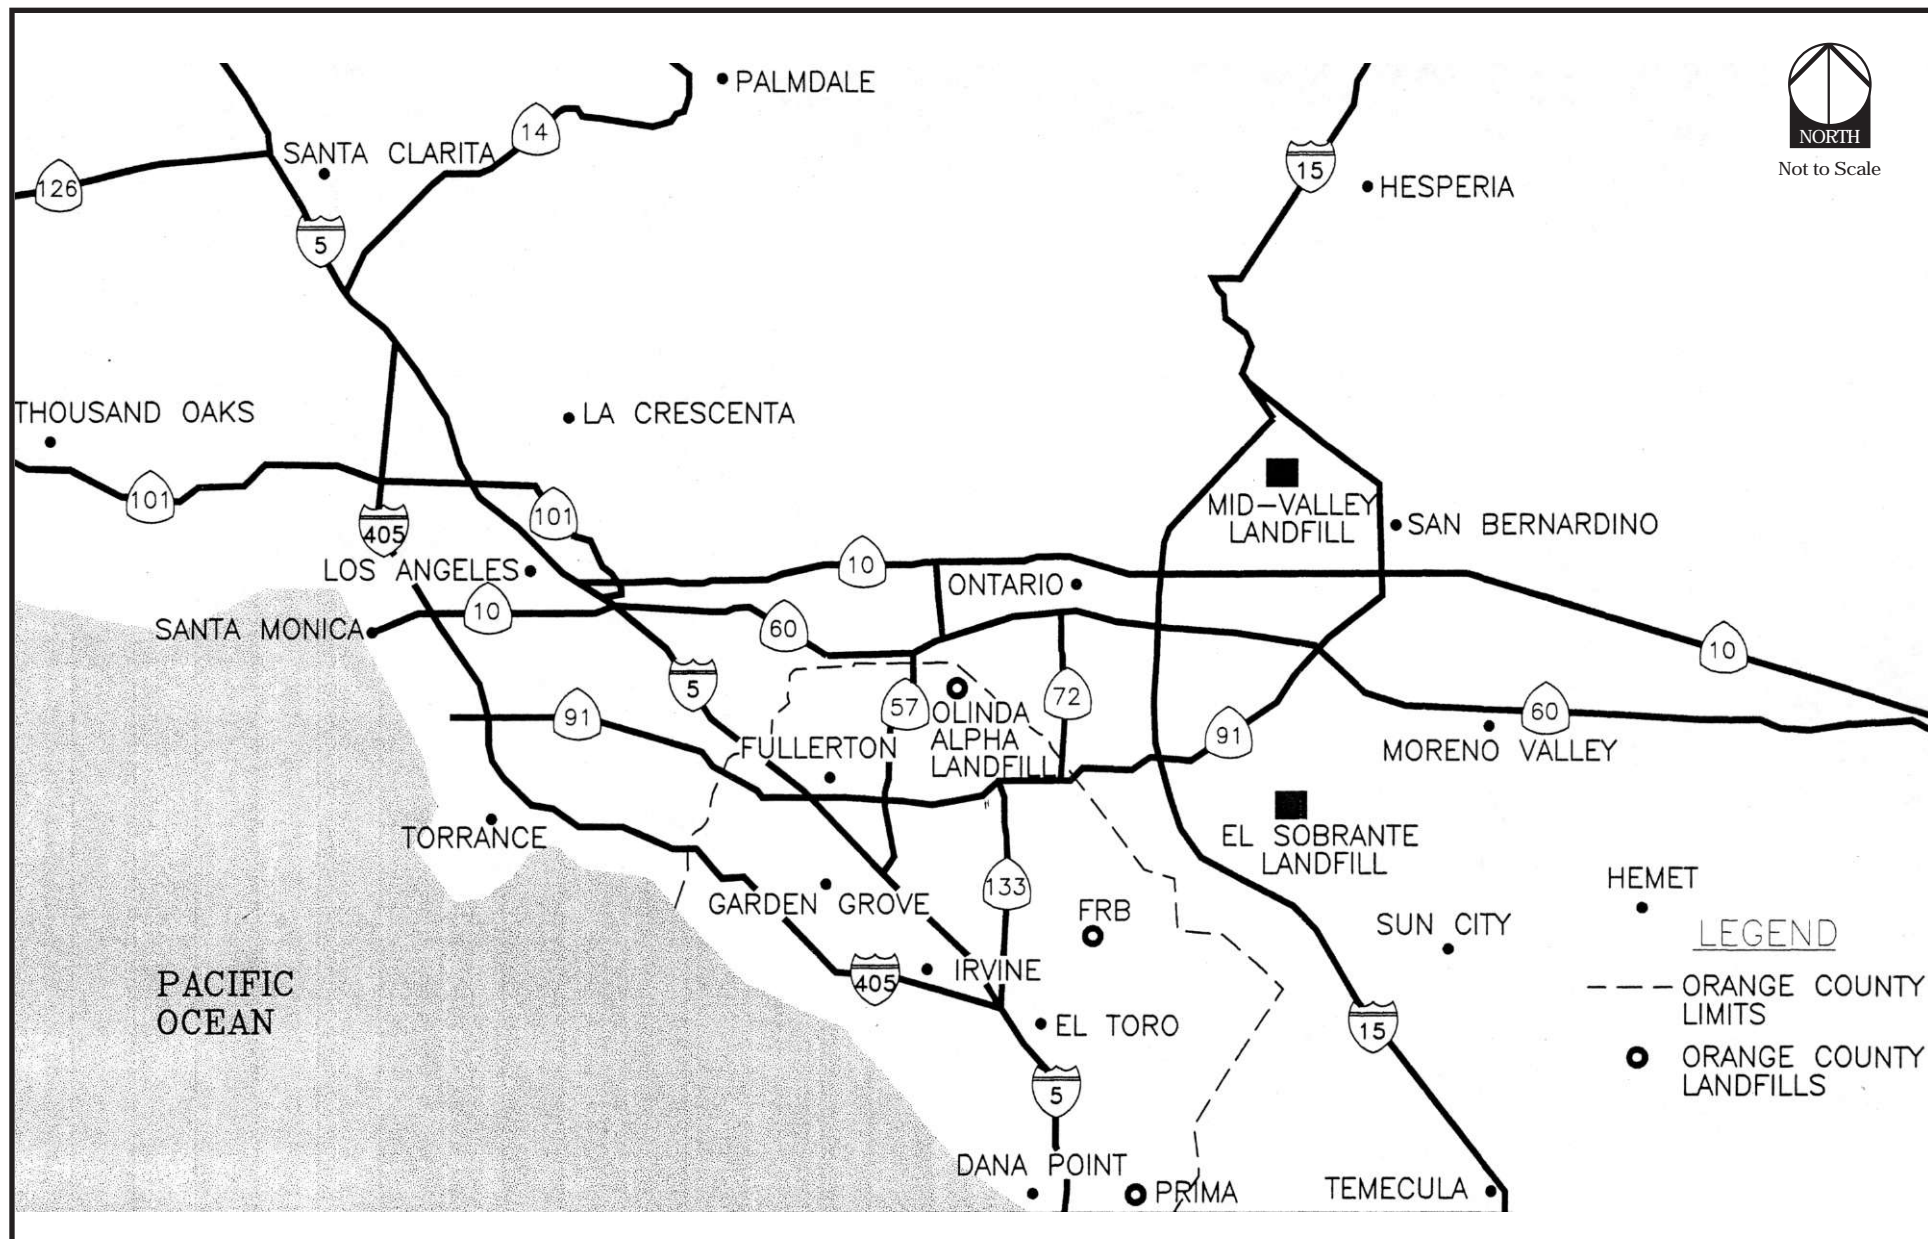 PALMDALE
14
NORTH
Not to Scale
SANTA CLARITA
126
15
HESPERIA
5
THOUSAND OAKS
LA CRESCENTA
101
101
405
MID-VALLEY
LANDFILL
SAN BERNARDINO
LOS ANGELES
10
ONTARIO
10
SANTA MONICA
60
10
5
57
72
91
OLINDA
ALPHA
LANDFILL
91
60
FULLERTON
MORENO VALLEY
TORRANCE
EL SOBRANTE
LANDFILL
133
HEMET
GARDEN GROVE
FRB
SUN CITY
LEGEND
PACIFIC
OCEAN
405
IRVINE
ORANGE COUNTY
LIMITS
EL TORO
15
ORANGE COUNTY
LANDFILLS
5
DANA POINT
PRIMA
TEMECULA